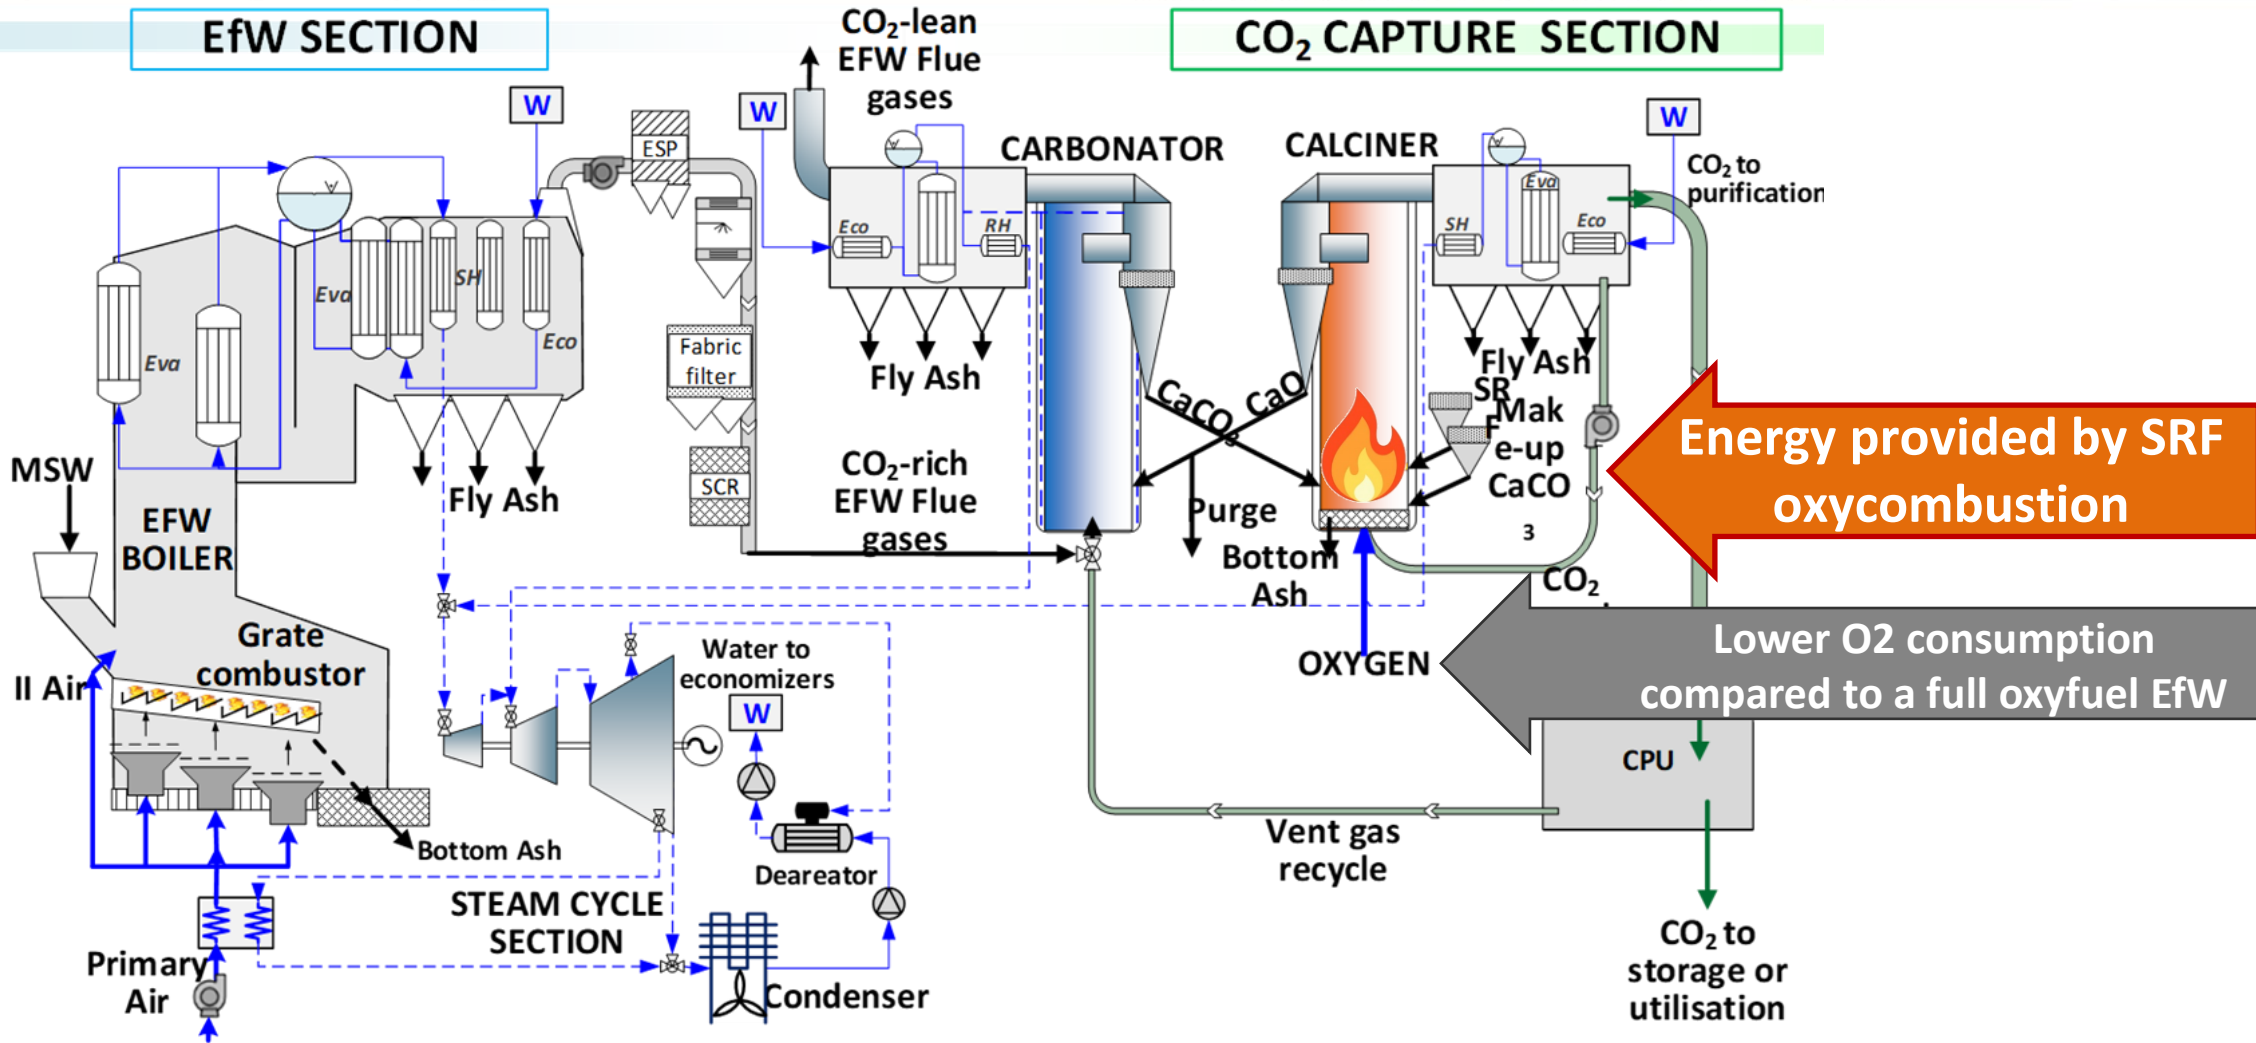 EfW SECTION
CO₂-lean
EFW Flue
gases
CO₂ CAPTURE SECTION
W
W
W
ESP
CARBONATOR
CALCINER
CO₂ to
purification
Eco
RH
SH
Eva
Eco
Eva
SH
Eva
Eco
Fabric
filter
Fly Ash
Fly Ash
SR
F
Mak
e-up
CaCO
3
CaCO₃
CaO
Energy provided by SRF
oxycombustion
MSW
EFW
BOILER
Fly Ash
SCR
CO₂-rich
EFW Flue
gases
Purge
Bottom
Ash
CO₂
OXYGEN
Lower O2 consumption
compared to a full oxyfuel EfW
Grate
combustor
II Air
Water to
economizers
W
CPU
Vent gas
recycle
Bottom Ash
Deareator
STEAM CYCLE
SECTION
Primary
Air
Condenser
CO₂ to
storage or
utilisation